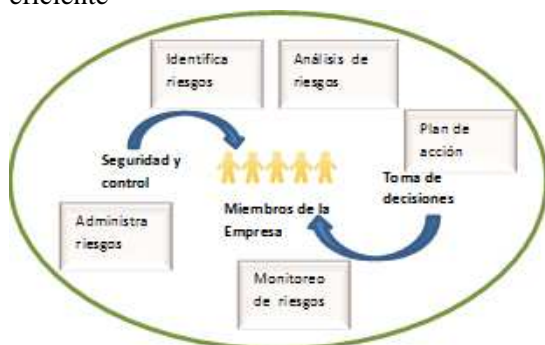 eficiente
Identifica
riesgos
Análisis de
riesgos
Plan de
acción
Seguridad y
control
Toma de
decisiones
Miembros de la
Empresa
Administra
riesgos
Monitoreo
de riesgos